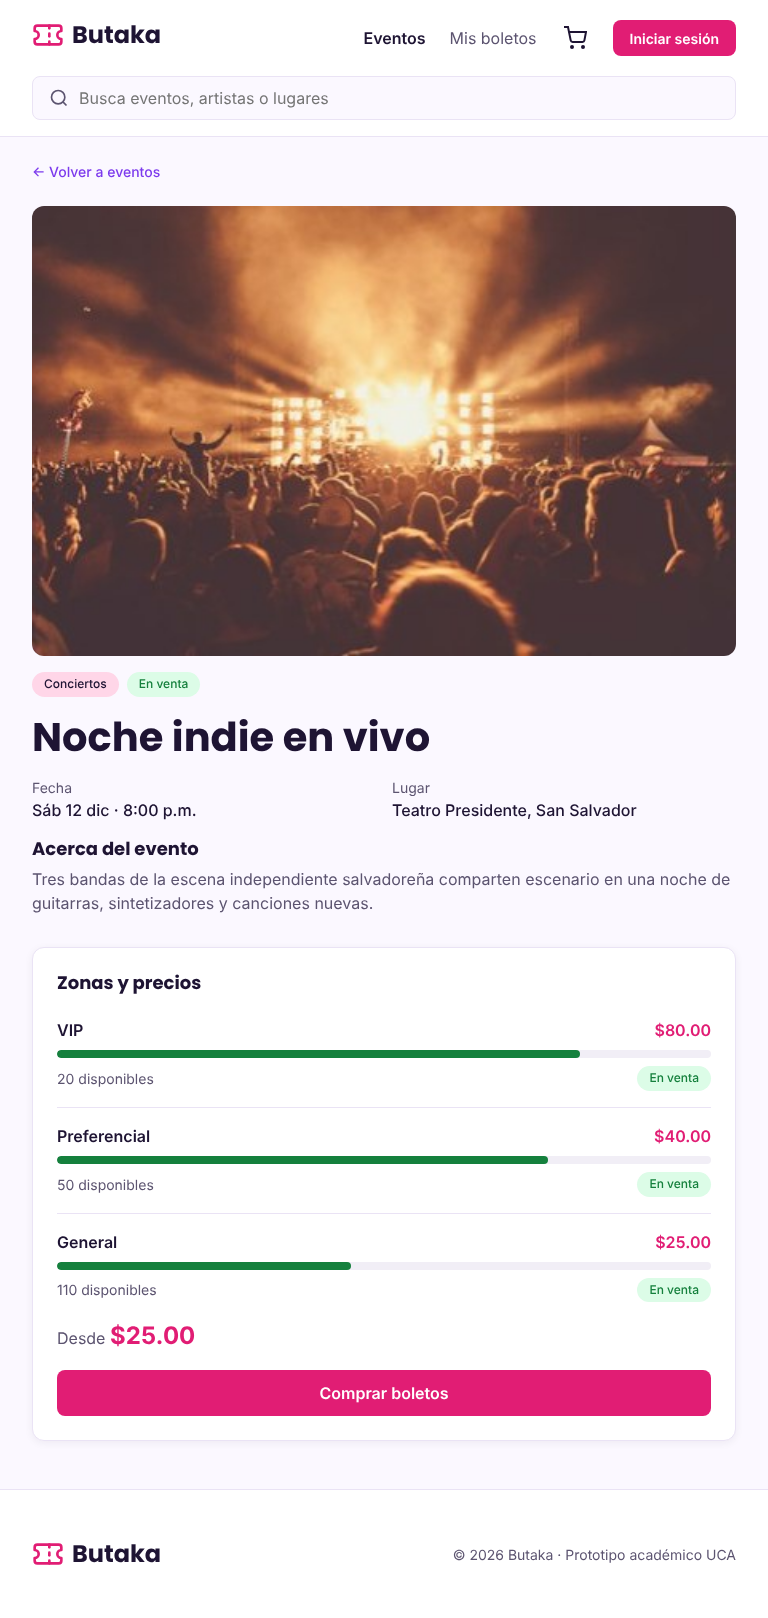 Butaka
Eventos
Mis boletos
Iniciar sesión
Busca eventos, artistas o lugares
← Volver a eventos
Conciertos
En venta
Noche indie en vivo
Fecha
Sáb 12 dic · 8:00 p.m.
Lugar
Teatro Presidente, San Salvador
Acerca del evento
Tres bandas de la escena independiente salvadoreña comparten escenario en una noche de
guitarras, sintetizadores y canciones nuevas.
Zonas y precios
VIP
$80.00
20 disponibles
En venta
Preferencial
$40.00
50 disponibles
En venta
General
$25.00
110 disponibles
En venta
Desde $25.00
Comprar boletos
Butaka
© 2026 Butaka · Prototipo académico UCA